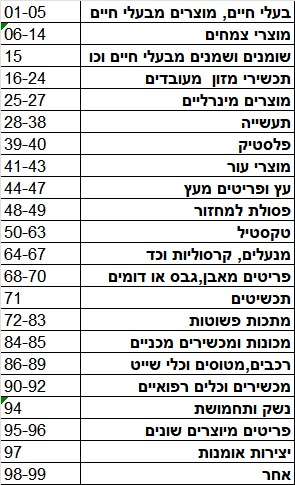 בעלי חיים, מוצרים מבעלי חיים 01-05
מוצרי צמחים 06-14
שומנים ושמנים מבעלי חיים וכו 15
תכשירי מזון מעובדים 16-24
מוצרים מינרליים 25-27
תעשייה 28-38
פלסטיק 39-40
מוצרי עור 41-43
עץ ופריטים מעץ 44-47
פסולת למחזור 48-49
טקסטיל 50-63
מנעלים, קרסוליות וכד 64-67
פריטים מאבן,גבס או דומים 68-70
תכשיטים 71
מתכות פשוטות 72-83
מכונות ומכשירים מכניים 84-85
רכבים,מטוסים וכלי שייט 86-89
מכשירים וכלים רפואיים 90-92
נשק ותחמושת 94
פריטים מיוצרים שונים 95-96
יצירות אומנות 97
אחר 98-99